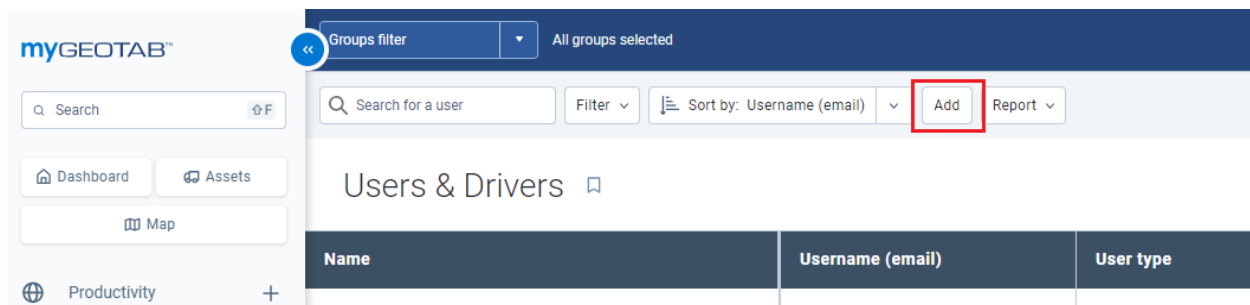 myGEOTAB™
Groups filter
All groups selected
Search
F
Search for a user
Filter
Sort by: Username (email)
Add
Report
Dashboard
Assets
Map
Users & Drivers
Name
Username (email)
User type
Productivity